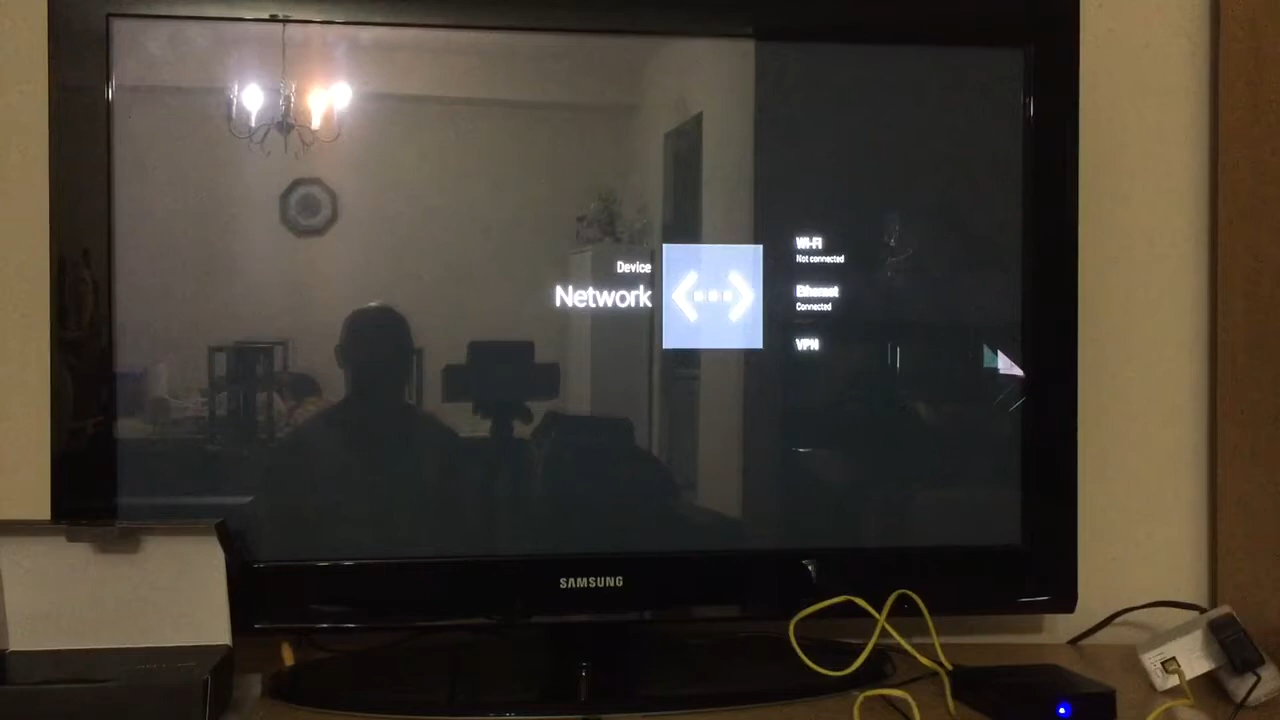 Device
Network
Wi-Fi
Not connected
Ethernet
Connected
VPN
SAMSUNG